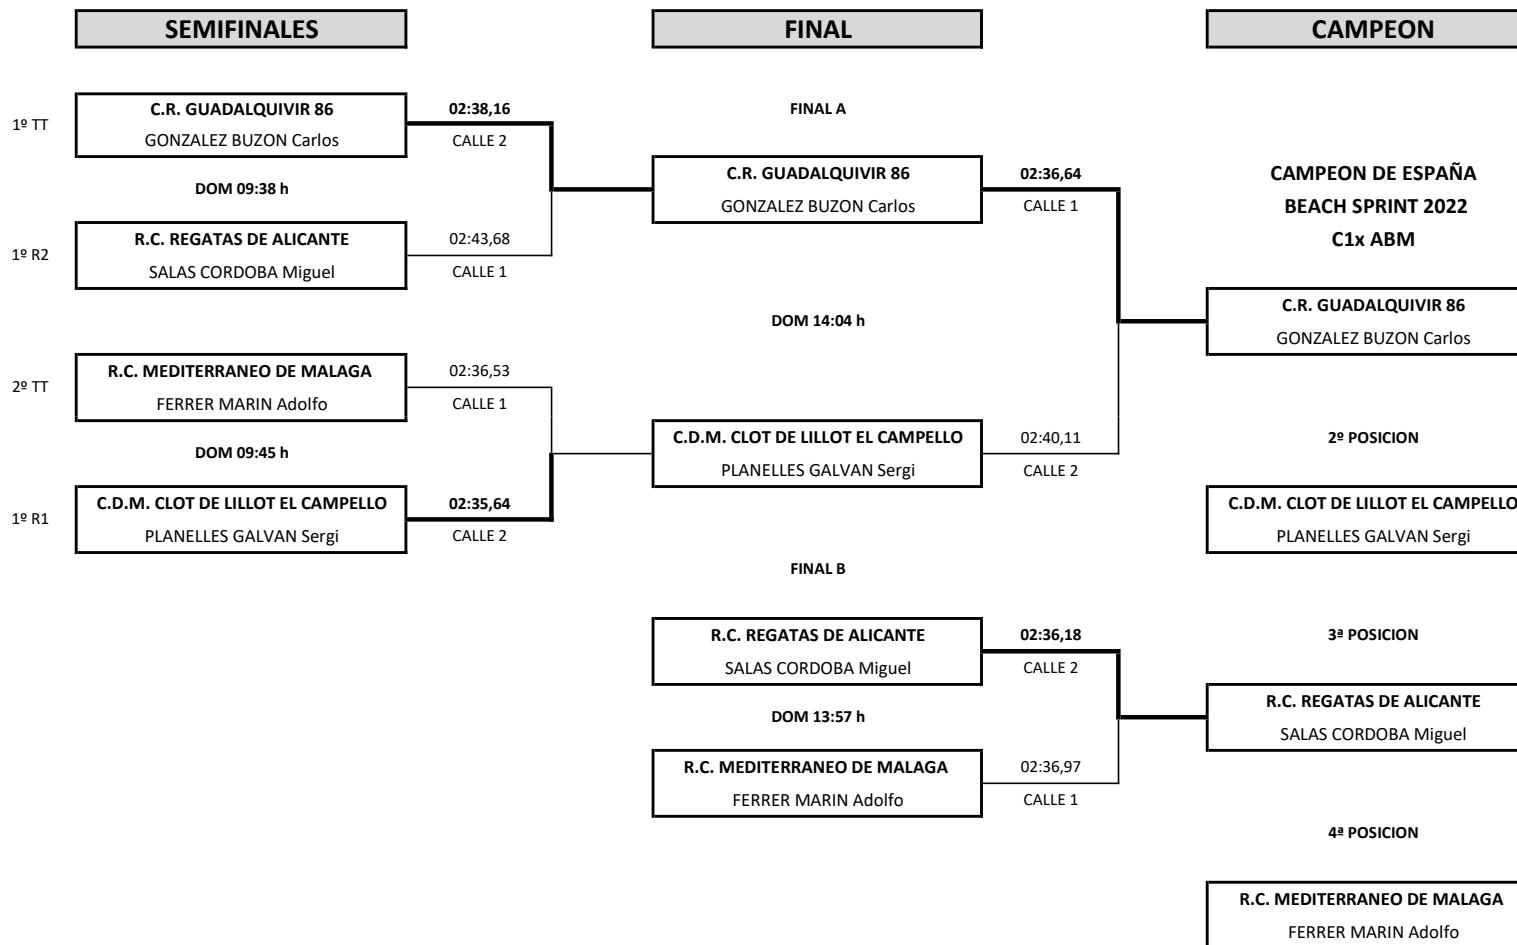 SEMIFINALES
FINAL
CAMPEON
1º TT
C.R. GUADALQUIVIR 86
GONZALEZ BUZON Carlos
02:38,16
CALLE 2
DOM 09:38 h
1º R2
R.C. REGATAS DE ALICANTE
SALAS CORDOBA Miguel
02:43,68
CALLE 1
2º TT
R.C. MEDITERRANEO DE MALAGA
FERRER MARIN Adolfo
02:36,53
CALLE 1
DOM 09:45 h
1º R1
C.D.M. CLOT DE LILLOT EL CAMPELLO
PLANELLES GALVAN Sergi
02:35,64
CALLE 2
FINAL A
C.R. GUADALQUIVIR 86
GONZALEZ BUZON Carlos
02:36,64
CALLE 1
DOM 14:04 h
C.D.M. CLOT DE LILLOT EL CAMPELLO
PLANELLES GALVAN Sergi
02:40,11
CALLE 2
FINAL B
R.C. REGATAS DE ALICANTE
SALAS CORDOBA Miguel
02:36,18
CALLE 2
DOM 13:57 h
R.C. MEDITERRANEO DE MALAGA
FERRER MARIN Adolfo
02:36,97
CALLE 1
CAMPEON DE ESPAÑA
BEACH SPRINT 2022
C1x ABM
C.R. GUADALQUIVIR 86
GONZALEZ BUZON Carlos
2º POSICION
C.D.M. CLOT DE LILLOT EL CAMPELLO
PLANELLES GALVAN Sergi
3ª POSICION
R.C. REGATAS DE ALICANTE
SALAS CORDOBA Miguel
4ª POSICION
R.C. MEDITERRANEO DE MALAGA
FERRER MARIN Adolfo